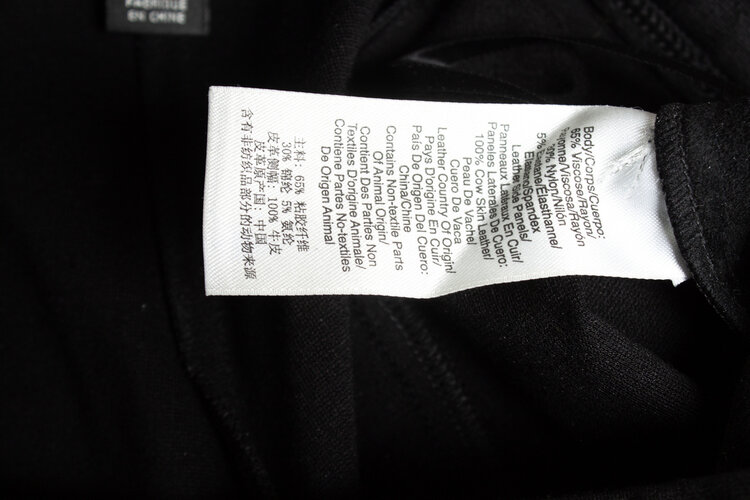 FABRIQUÉ
EN CHINE
Body/Corps/Cuerpo:
65% Viscose/Rayon/
/Viscosa/Rayón
30% Nylon/Nilón
5% /Elasthanne/
/Spandex
Leather Side Panels/
Panneaux Latéraux En Cuir/
Paneles Laterales De Cuero:
100% Cow Skin Leather/
Peau De Vache/
Cuero De Vaca
Leather Country Of Origin/
Pays D'origine En Cuir/
País De Origen Del Cuero:
China/Chine
Contains Non-textile Parts
Of Animal Origin/
Contient Des Parties Non
Textiles D'origine Animale/
Contiene Partes No-textiles
De Origen Animal
主料: 65% 粘胶纤维
30% 锦纶 5% 氨纶
皮革侧幅: 100% 牛皮
皮革原产国: 中国
含有非纺织品部分的动物来源